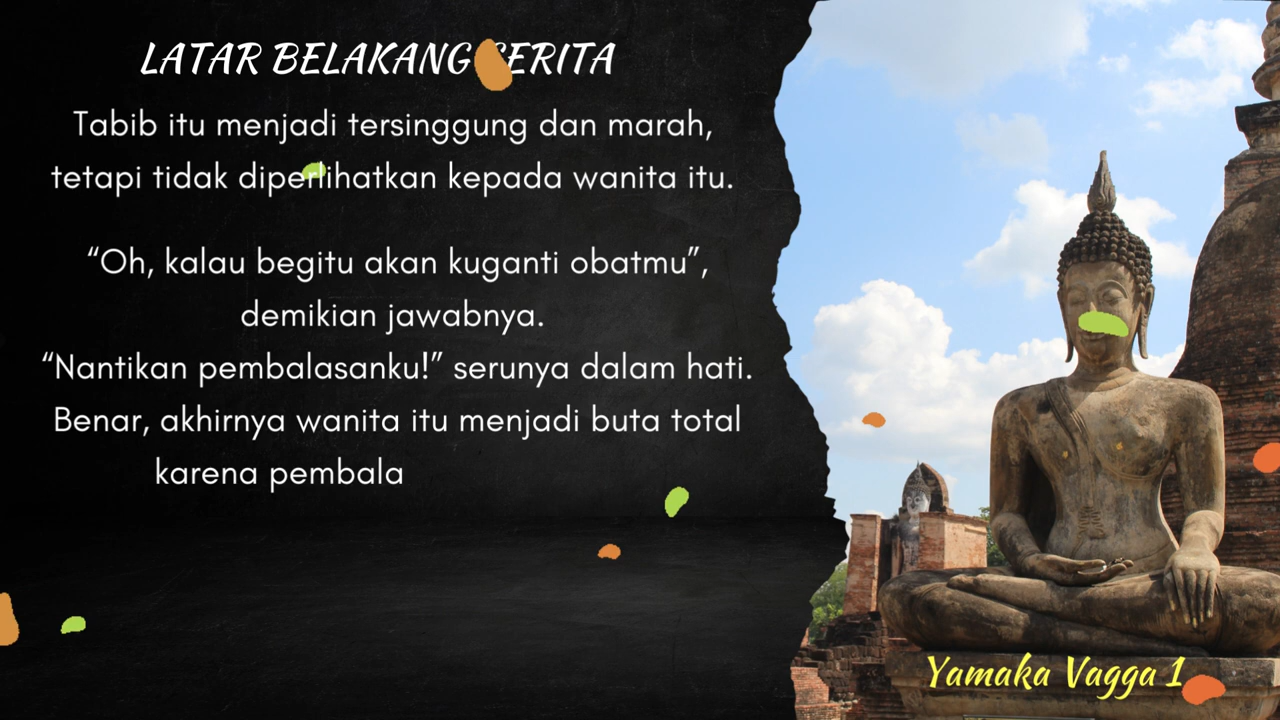 LATAR BELAKANG CERITA
Tabib itu menjadi tersinggung dan marah,
tetapi tidak diperlihatkan kepada wanita itu.
“Oh, kalau begitu akan kuganti obatmu”,
demikian jawabnya.
“Nantikan pembalasanku!” serunya dalam hati.
Benar, akhirnya wanita itu menjadi buta total
karena pembala
Yamaka Vagga 1